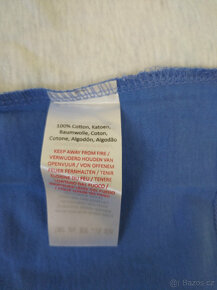 100% Cotton, Katoen,
Baumwolle, Coton,
Cotone, Algodón, Algodão
KEEP AWAY FROM FIRE /
VERWIJDERD HOUDEN VAN
OPENVUUR / VON OFFENEM
FEUER FERNHALTEN / TENIR
ÉLOIGNÉ DU FEU / TENERE
LONTANO DAL FUOCO /
Bazoš.cz